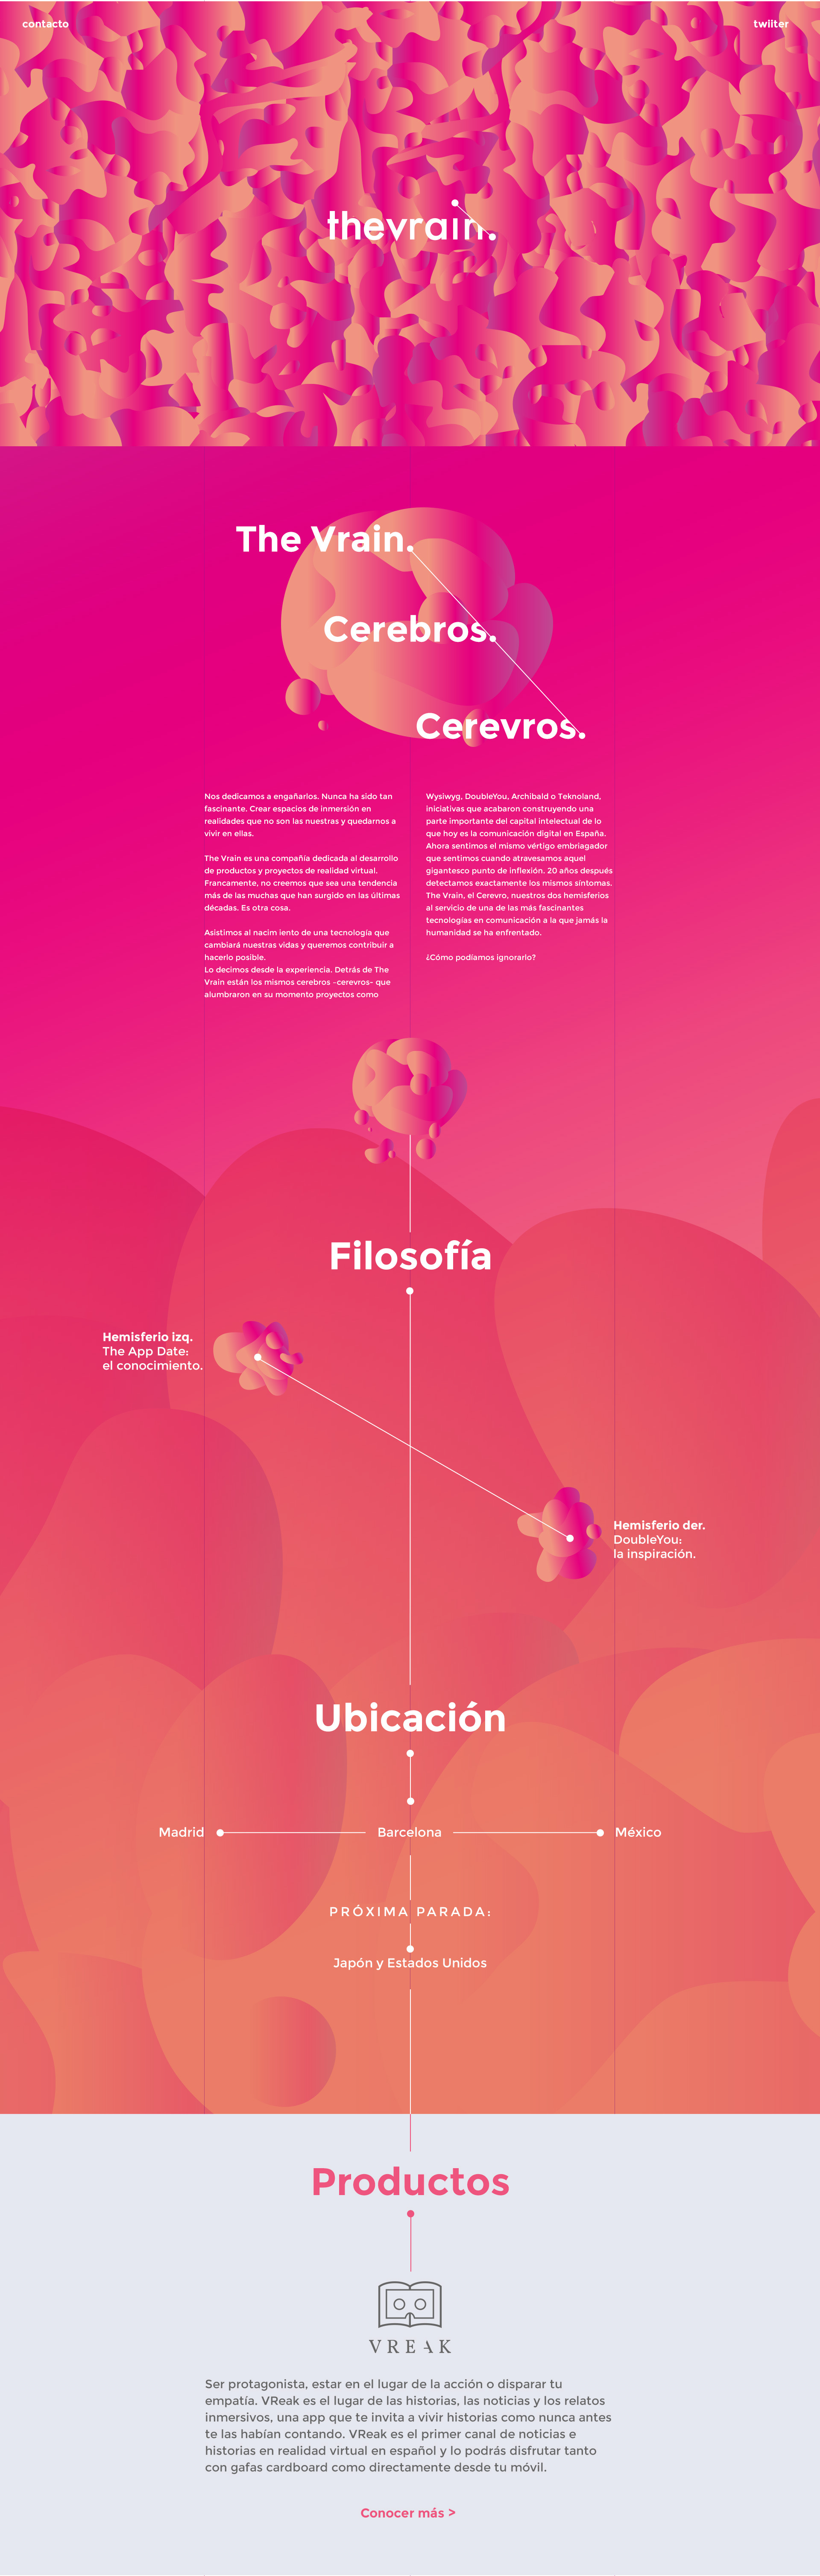 contacto
twiiter
thevrain.
The Vrain.
Cerebros.
Cerevros.
Nos dedicamos a engañarlos. Nunca ha sido tan
fascinante. Crear espacios de inmersión en
realidades que no son las nuestras y quedarnos a
vivir en ellas.
The Vrain es una compañía dedicada al desarrollo
de productos y proyectos de realidad virtual.
Francamente, no creemos que sea una tendencia
más de las muchas que han surgido en las últimas
décadas. Es otra cosa.
Asistimos al nacim iento de una tecnología que
cambiará nuestras vidas y queremos contribuir a
hacerlo posible.
Lo decimos desde la experiencia. Detrás de The
Vrain están los mismos cerebros –cerevros- que
alumbraron en su momento proyectos como
Wysiwyg, DoubleYou, Archibald o Teknoland,
iniciativas que acabaron construyendo una
parte importante del capital intelectual de lo
que hoy es la comunicación digital en España.
Ahora sentimos el mismo vértigo embriagador
que sentimos cuando atravesamos aquel
gigantesco punto de inflexión. 20 años después
detectamos exactamente los mismos síntomas.
The Vrain, el Cerevro, nuestros dos hemisferios
al servicio de una de las más fascinantes
tecnologías en comunicación a la que jamás la
humanidad se ha enfrentado.
¿Cómo podíamos ignorarlo?
Filosofía
Hemisferio izq.
The App Date:
el conocimiento.
Hemisferio der.
DoubleYou:
la inspiración.
Ubicación
Madrid
Barcelona
México
PRÓXIMA PARADA:
Japón y Estados Unidos
Productos
VREAK
Ser protagonista, estar en el lugar de la acción o disparar tu
empatía. VReak es el lugar de las historias, las noticias y los relatos
inmersivos, una app que te invita a vivir historias como nunca antes
te las habían contando. VReak es el primer canal de noticias e
historias en realidad virtual en español y lo podrás disfrutar tanto
con gafas cardboard como directamente desde tu móvil.
Conocer más >